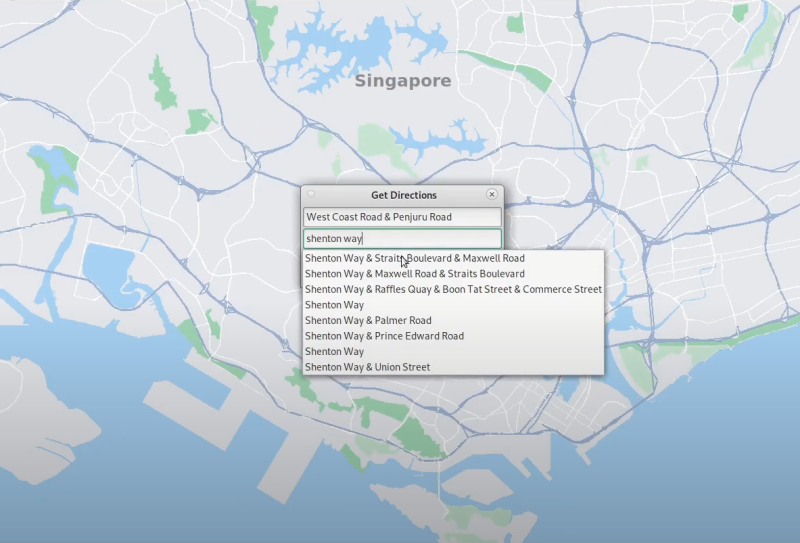 Singapore
Get Directions
West Coast Road & Penjuru Road
shenton way
Shenton Way & Straits Boulevard & Maxwell Road
Shenton Way & Maxwell Road & Straits Boulevard
Shenton Way & Raffles Quay & Boon Tat Street & Commerce Street
Shenton Way
Shenton Way & Palmer Road
Shenton Way & Prince Edward Road
Shenton Way
Shenton Way & Union Street